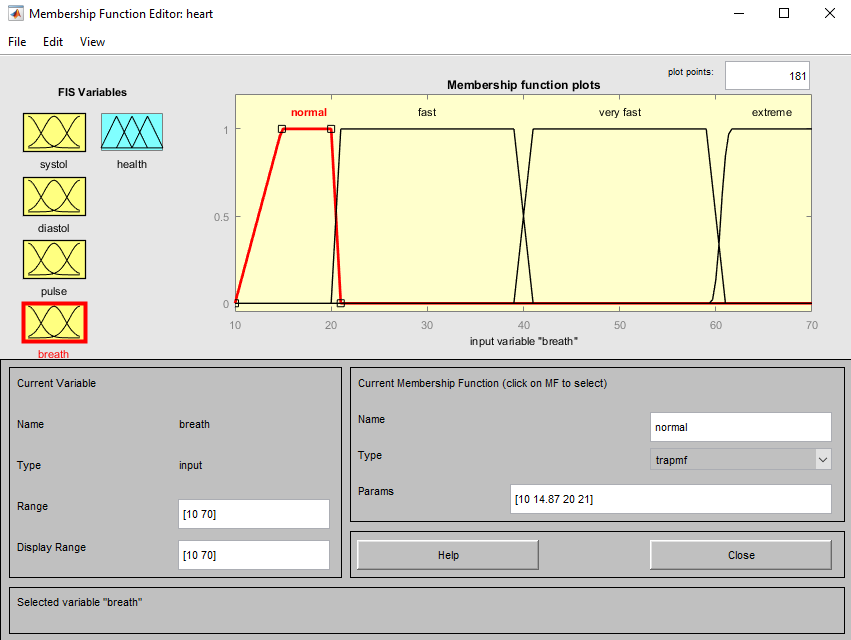 Membership Function Editor: heart
File Edit View
FIS Variables
systol
health
diastol
pulse
breath
plot points:
181
Membership function plots
normal
fast
very fast
extreme
1
0.5
0
10 20 30 40 50 60 70
input variable "breath"
Current Variable
Name breath
Type input
Range [10 70]
Display Range [10 70]
Current Membership Function (click on MF to select)
Name normal
Type trapmf
Params [10 14.87 20 21]
Help
Close
Selected variable "breath"